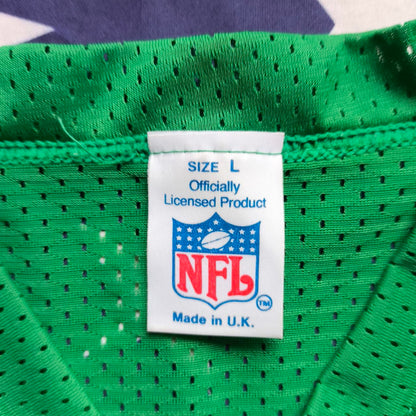 SIZE L
Officially
Licensed Product
NFL
TM
Made in U.K.